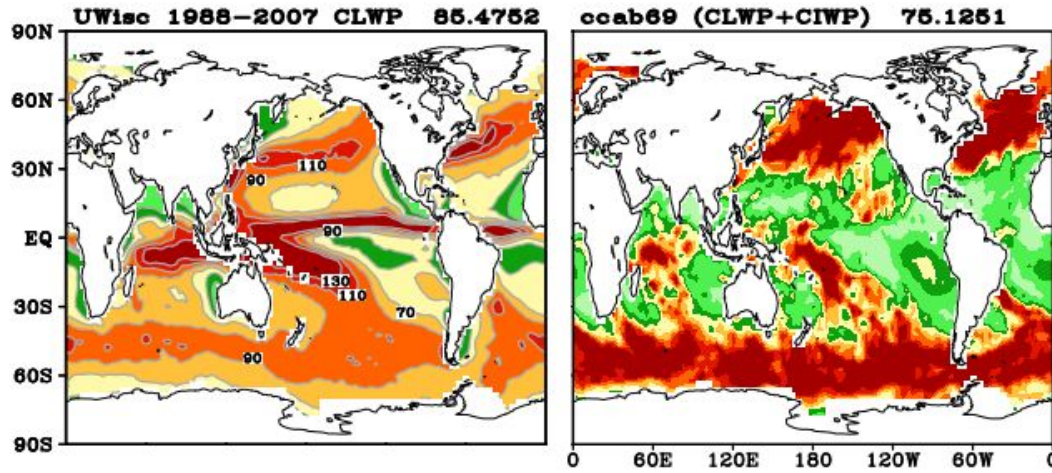 UWisc 1988-2007 CLWP 85.4752
ccab69 (CLWP+CIWP) 75.1251
90N
60N
30N
EQ
30S
60S
90S
110
90
90
130
110
70
90
0 60E 120E 180 120W 60W 0